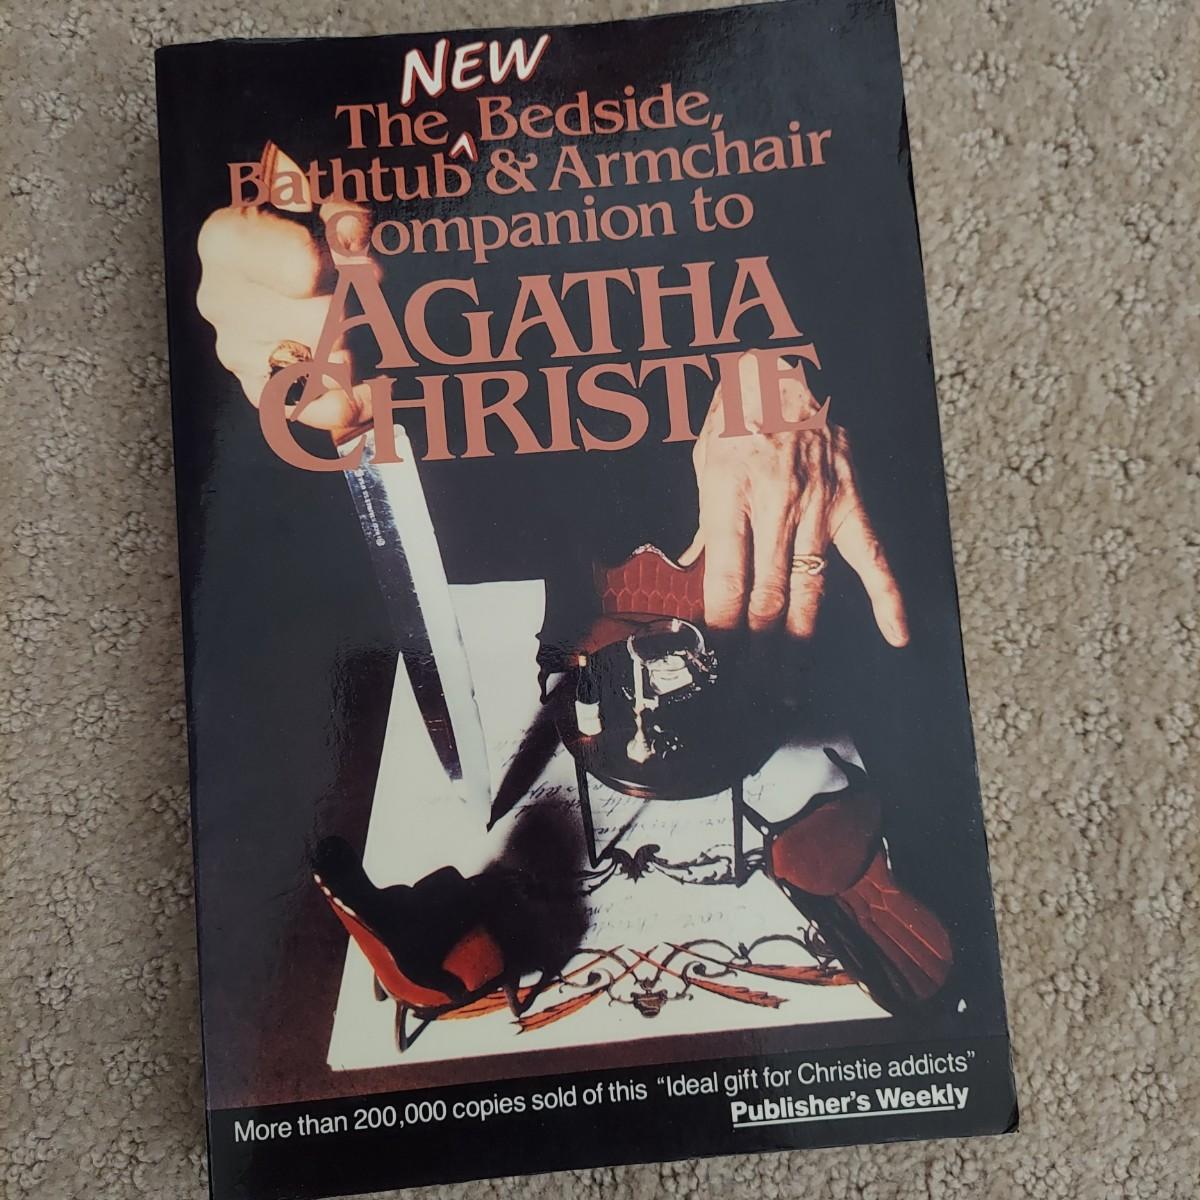 NEW
The ^ Bedside,
Bathtub & Armchair
Companion to
AGATHA
CHRISTIE
More than 200,000 copies sold of this “Ideal gift for Christie addicts”
Publisher’s Weekly